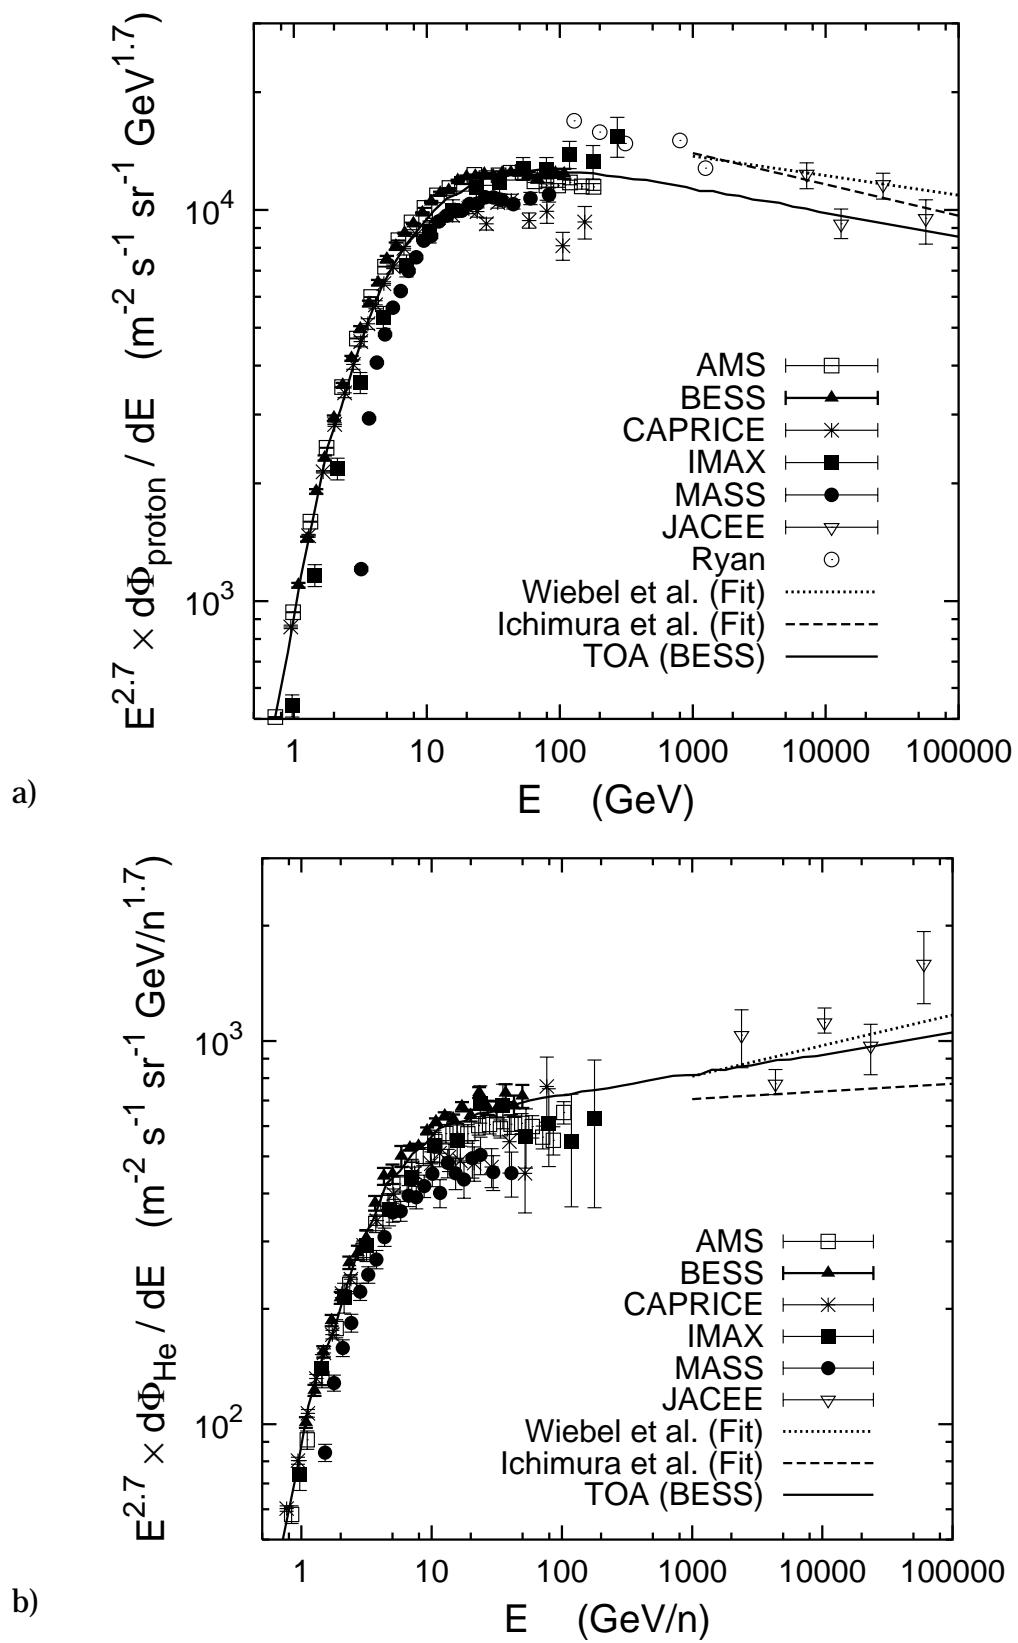 E^2.7 × dΦ_proton / dE (m^-2 s^-1 sr^-1 GeV^1.7)
10^4
10^3
AMS
BESS
CAPRICE
IMAX
MASS
JACEE
Ryan
Wiebel et al. (Fit)
Ichimura et al. (Fit)
TOA (BESS)
1 10 100 1000 10000 100000
E (GeV)
a)
E^2.7 × dΦ_He / dE (m^-2 s^-1 sr^-1 GeV/n^1.7)
10^3
10^2
AMS
BESS
CAPRICE
IMAX
MASS
JACEE
Wiebel et al. (Fit)
Ichimura et al. (Fit)
TOA (BESS)
1 10 100 1000 10000 100000
E (GeV/n)
b)